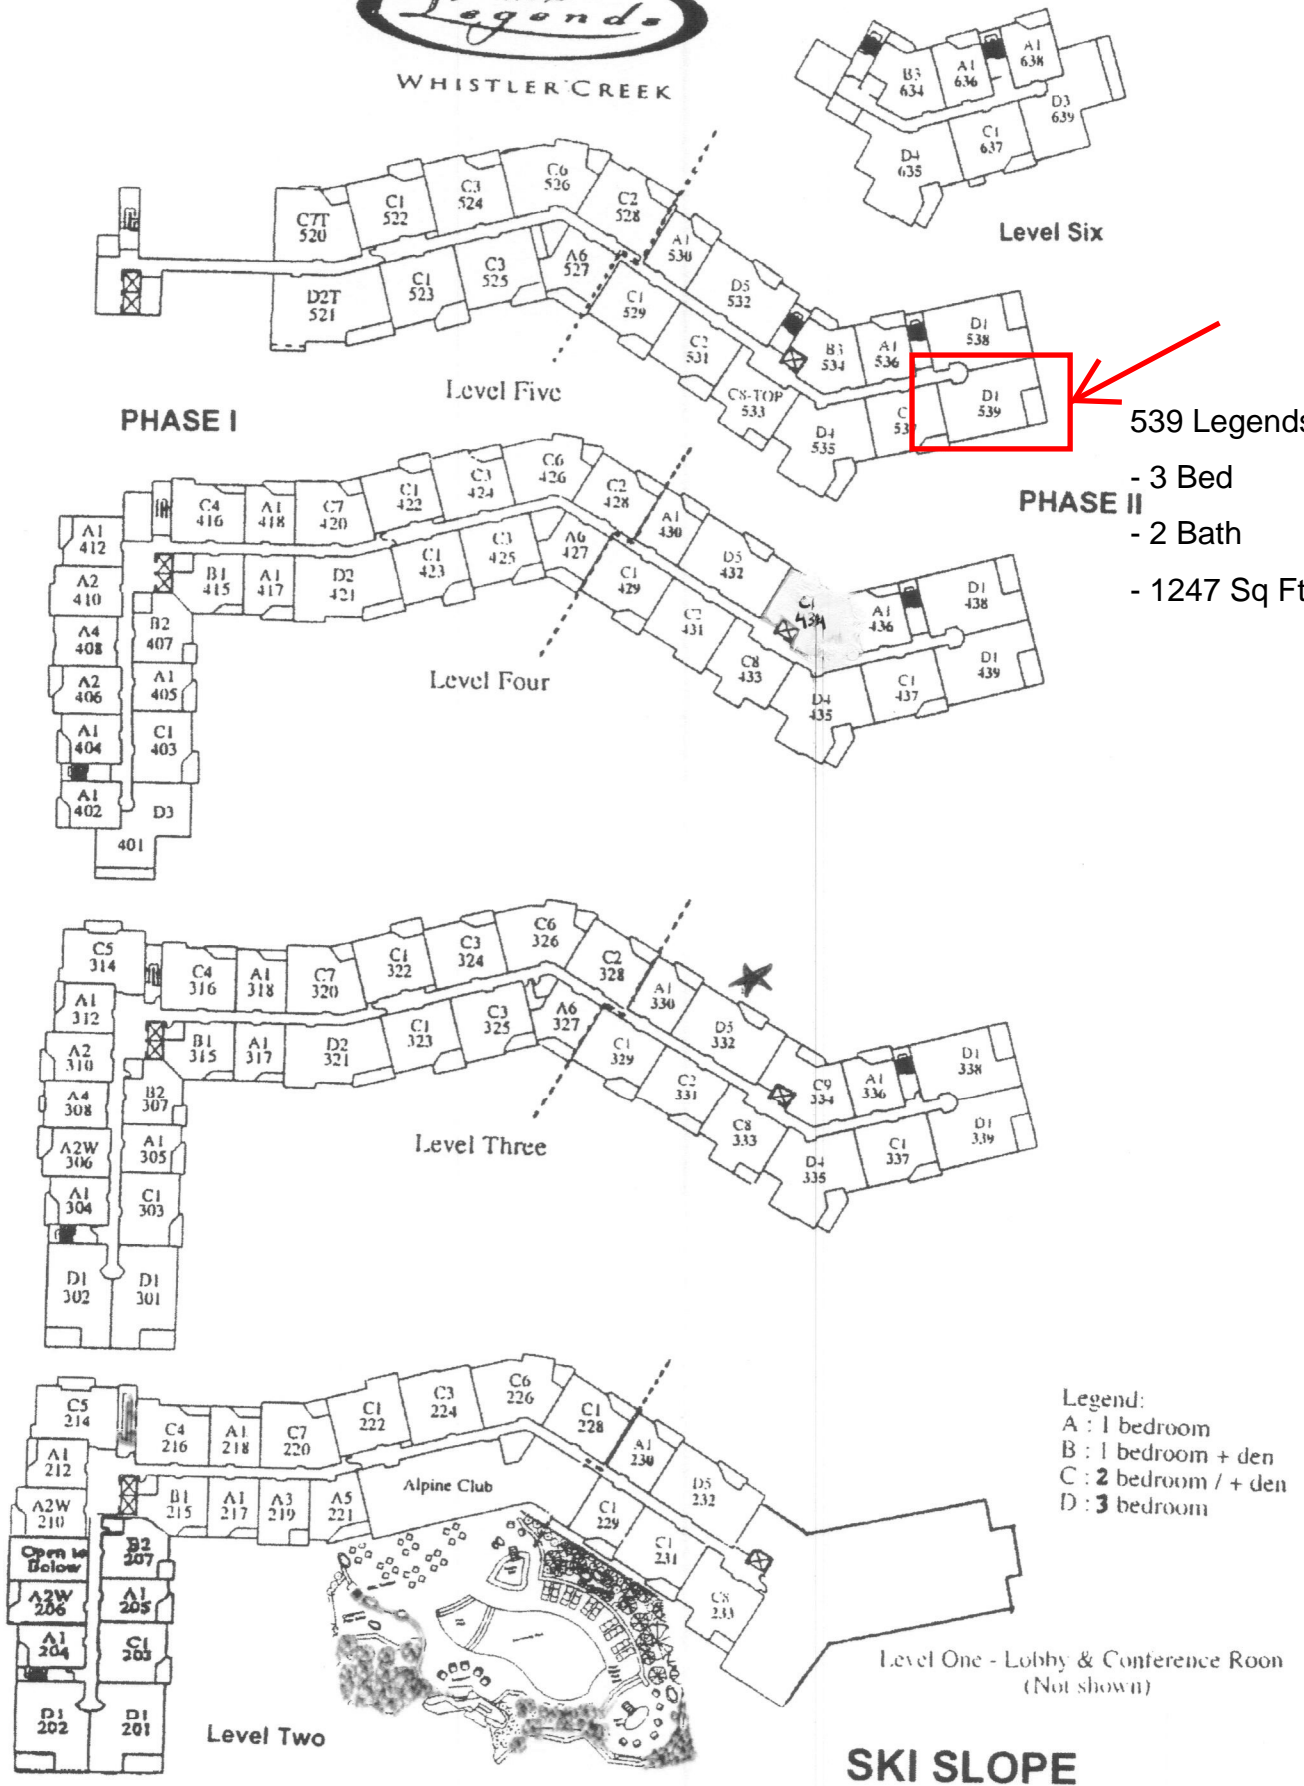 Legends
WHISTLER CREEK
B3
634
A1
636
A1
638
D3
639
C1
637
D4
635
Level Six
C7T
520
C1
522
C3
524
C6
526
C2
528
A1
530
D5
532
B3
534
A1
536
D1
538
D2T
521
C1
523
C3
525
A6
527
C1
529
C2
531
C8-TOP
533
D4
535
C
53
D1
539
Level Five
PHASE I
539 Legends
- 3 Bed
- 2 Bath
- 1247 Sq Ft
PHASE II
A1
412
C4
416
A1
418
C7
420
C1
422
C3
424
C6
426
C2
428
A1
430
D5
432
C1
434
A1
436
D1
438
A2
410
B1
415
A1
417
D2
421
C1
423
C3
425
A6
427
C1
429
C2
431
C8
433
D4
435
C1
437
D1
439
A4
408
B2
407
A2
406
A1
405
A1
404
C1
403
A1
402
D3
401
Level Four
C5
314
C4
316
A1
318
C7
320
C1
322
C3
324
C6
326
C2
328
A1
330
D5
332
C9
334
A1
336
D1
338
A1
312
A2
310
B1
315
A1
317
D2
321
C1
323
C3
325
A6
327
C1
329
C2
331
C8
333
D4
335
C1
337
D1
339
A4
308
B2
307
A2W
306
A1
305
A1
304
C1
303
D1
302
D1
301
Level Three
C5
214
C4
216
A1
218
C7
220
C1
222
C3
224
C6
226
C1
228
A1
230
D5
232
A1
212
A2W
210
B1
215
A1
217
A3
219
A5
221
Alpine Club
C1
229
C1
231
C8
233
Open to
Below
B2
207
A2W
206
A1
205
A1
204
C1
203
D1
202
D1
201
Level Two
Legend:
A : 1 bedroom
B : 1 bedroom + den
C : 2 bedroom / + den
D : 3 bedroom
Level One - Lobby & Conference Roon
(Not shown)
SKI SLOPE